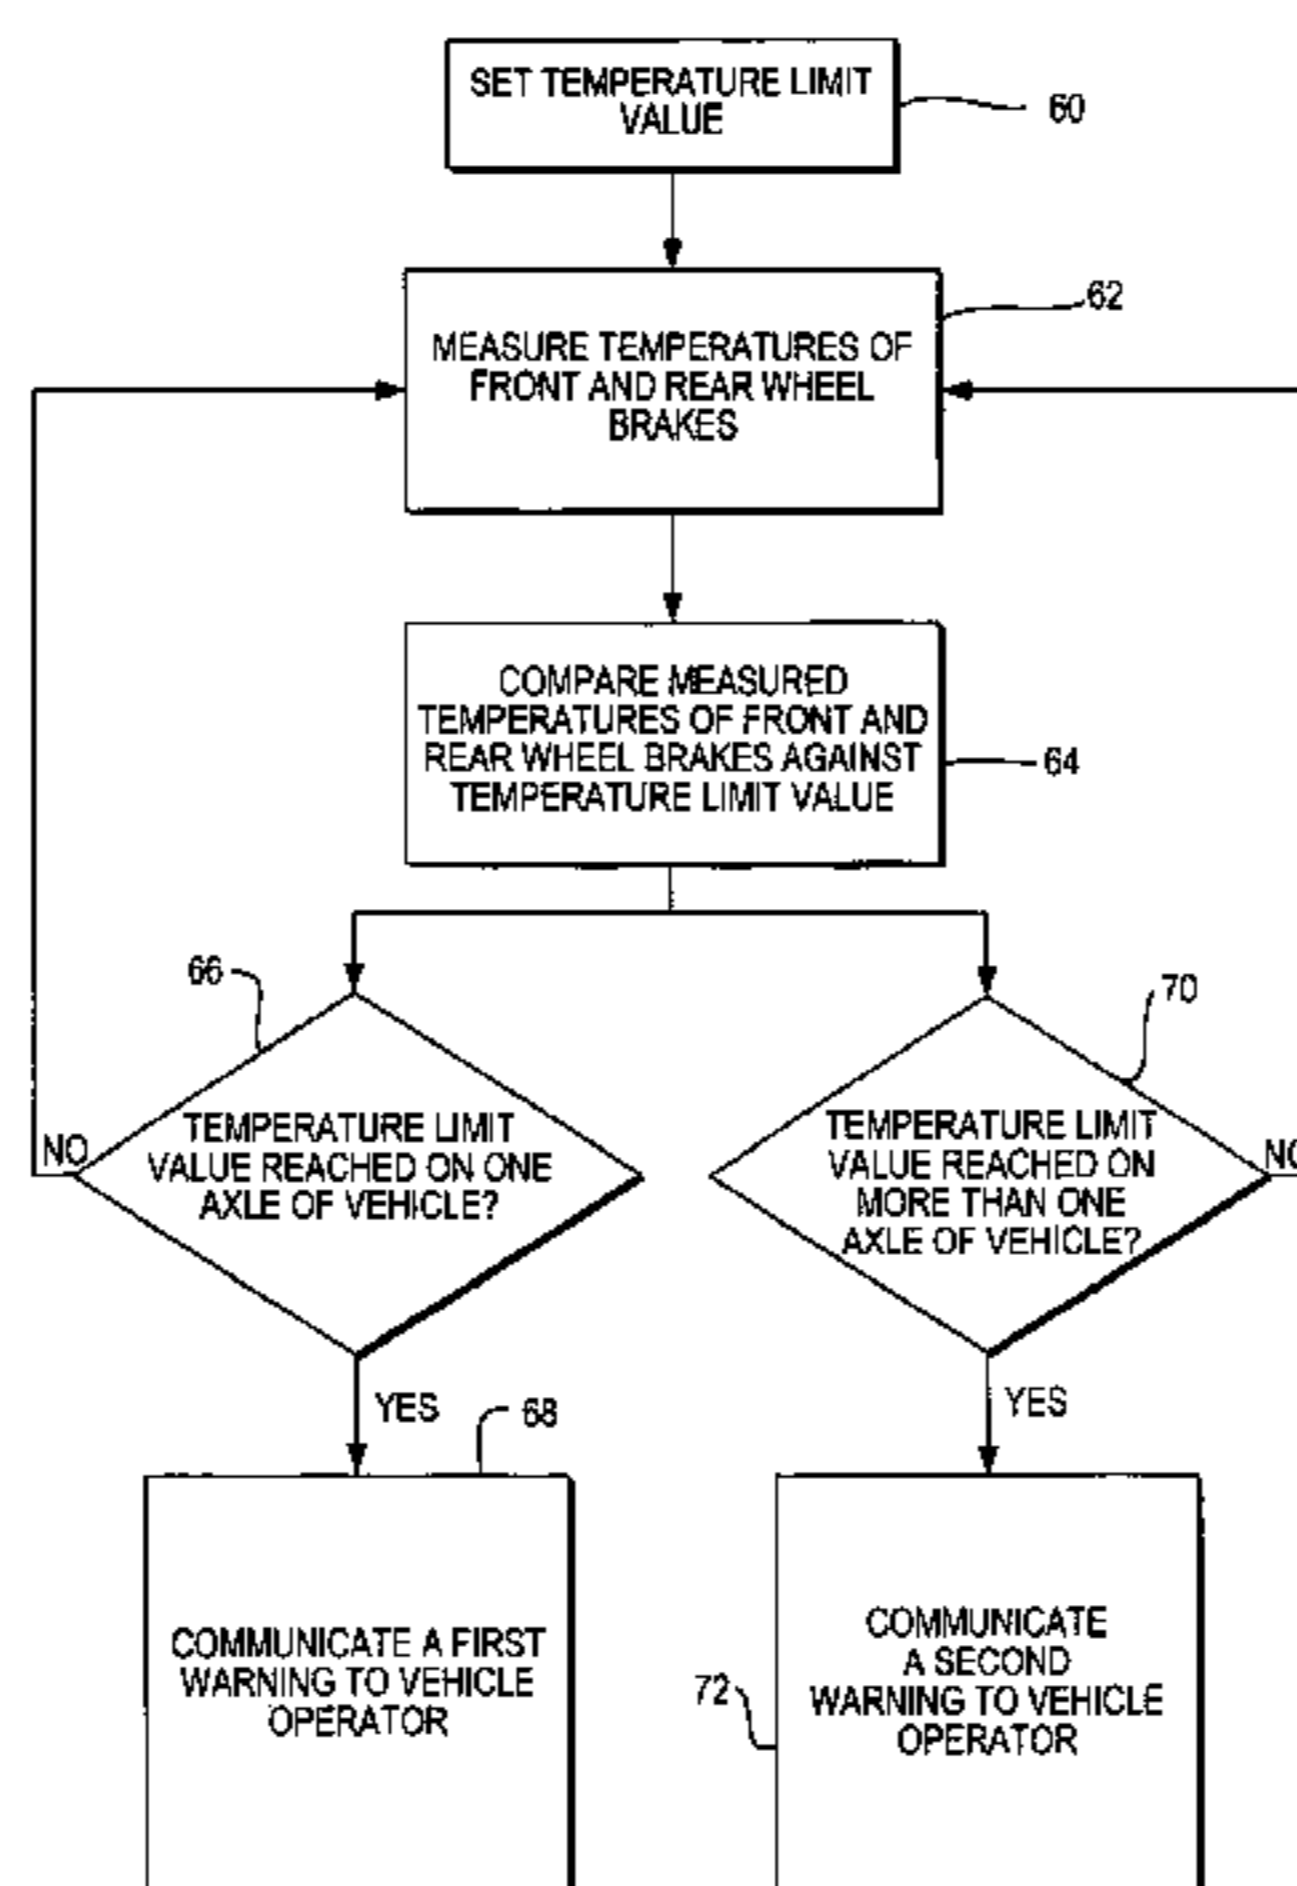 SET TEMPERATURE LIMIT
VALUE
60
62
MEASURE TEMPERATURES OF
FRONT AND REAR WHEEL
BRAKES
COMPARE MEASURED
TEMPERATURES OF FRONT AND
REAR WHEEL BRAKES AGAINST
TEMPERATURE LIMIT VALUE
64
66
70
NO
TEMPERATURE LIMIT
VALUE REACHED ON ONE
AXLE OF VEHICLE?
TEMPERATURE LIMIT
VALUE REACHED ON
MORE THAN ONE
AXLE OF VEHICLE?
NO
YES
68
YES
COMMUNICATE A FIRST
WARNING TO VEHICLE
OPERATOR
COMMUNICATE
A SECOND
WARNING TO VEHICLE
OPERATOR
72